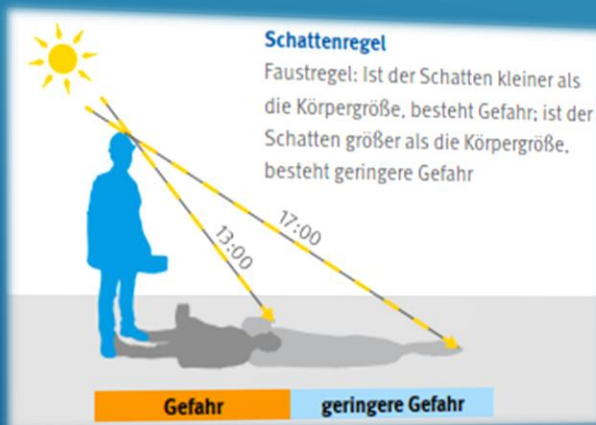 Schattenregel
Faustregel: Ist der Schatten kleiner als
die Körpergröße, besteht Gefahr; ist der
Schatten größer als die Körpergröße,
besteht geringere Gefahr
17:00
13:00
Gefahr
geringere Gefahr